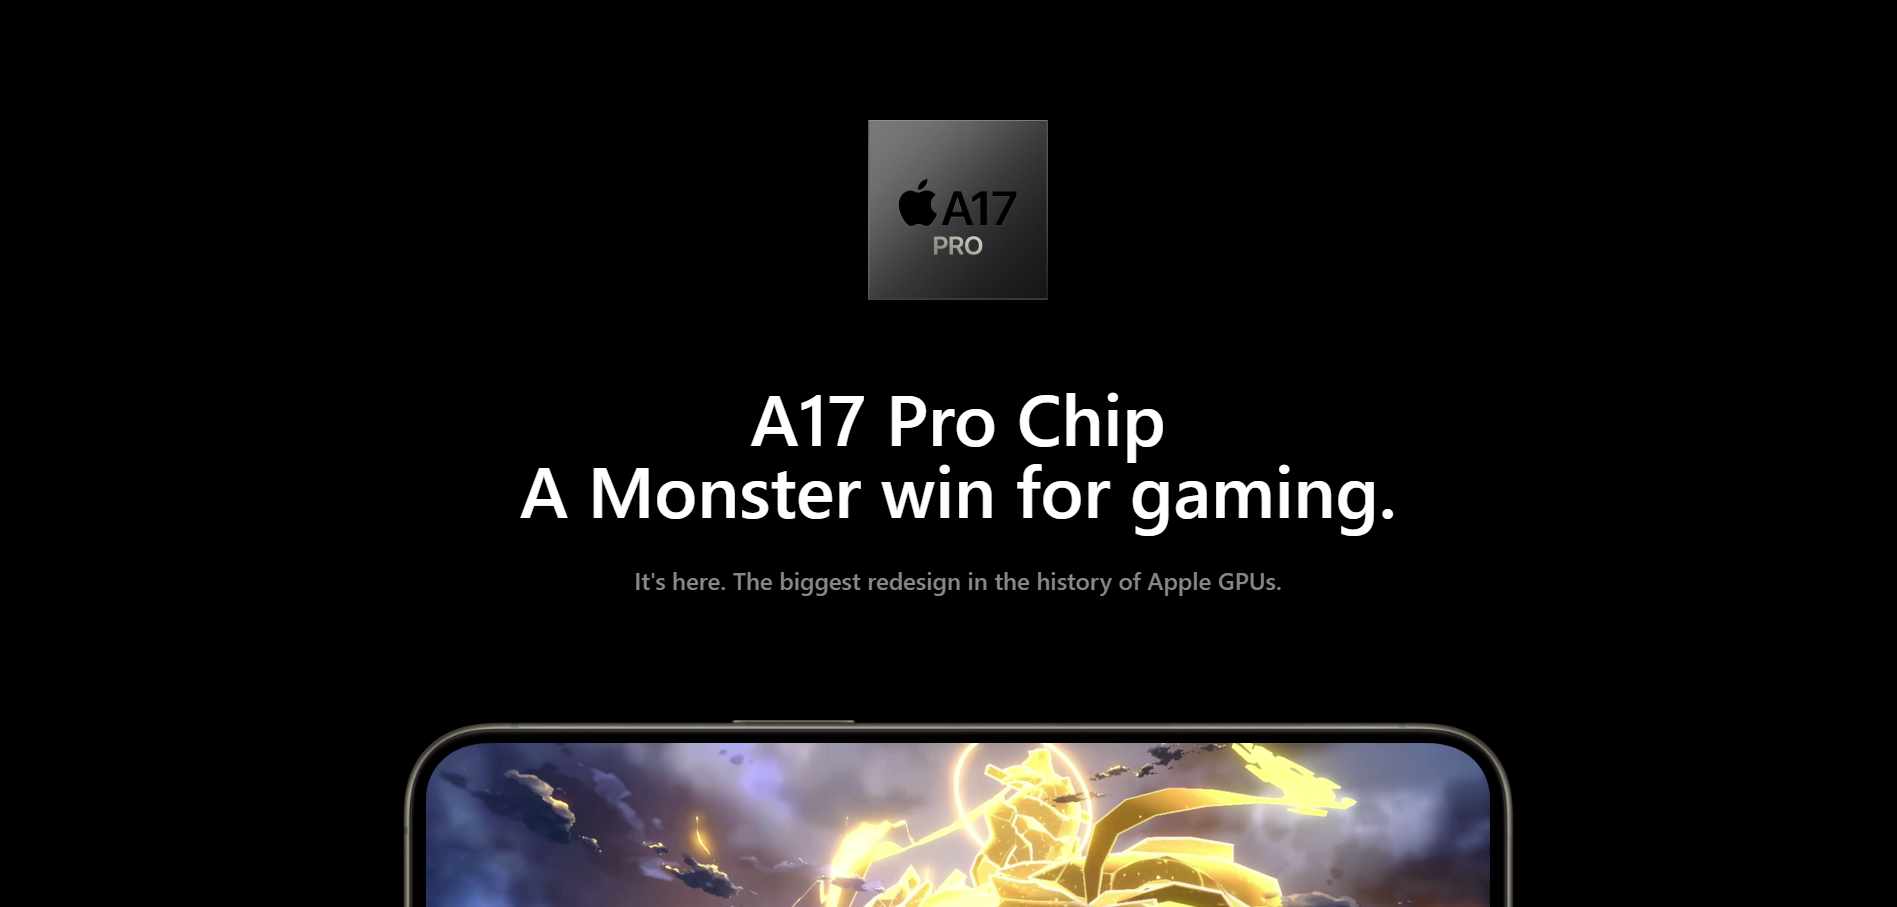 A17
PRO
A17 Pro Chip
A Monster win for gaming.
It's here. The biggest redesign in the history of Apple GPUs.